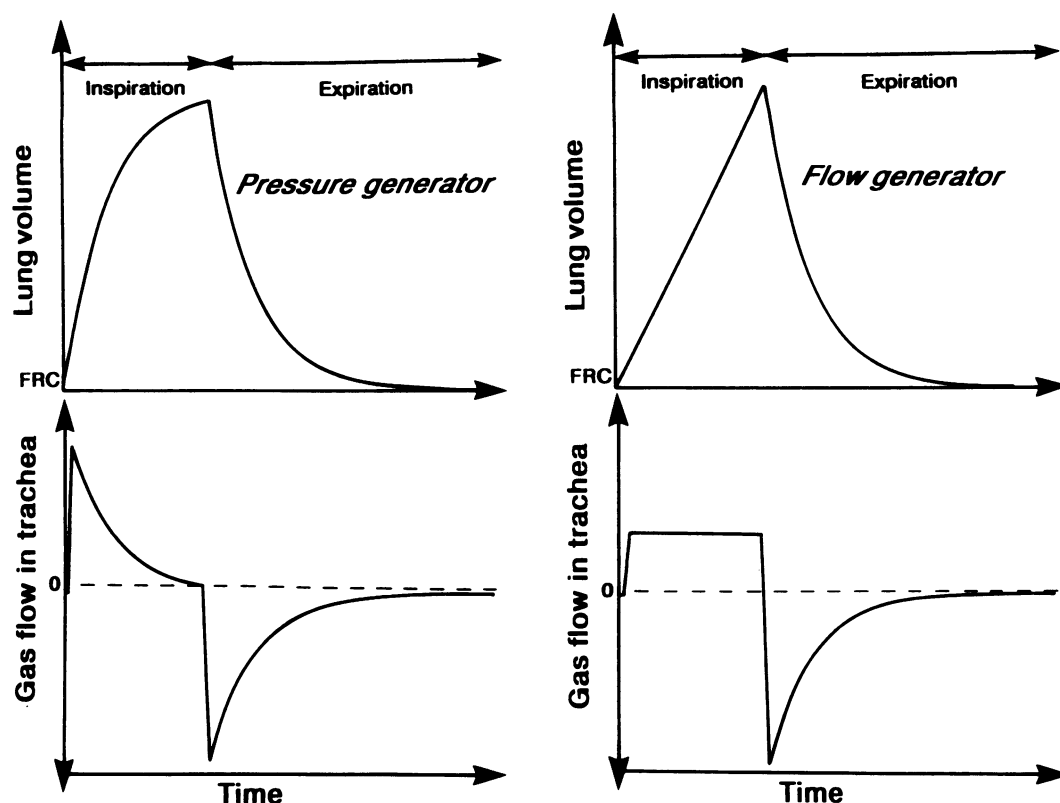 Inspiration
Expiration
Pressure generator
Lung volume
FRC
Gas flow in trachea
0
Time
Inspiration
Expiration
Flow generator
Lung volume
FRC
Gas flow in trachea
0
Time